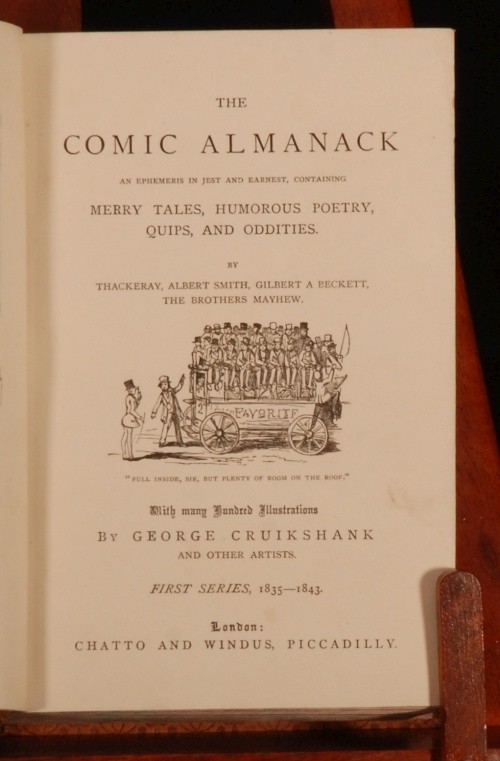 THE
COMIC ALMANACK
AN EPHEMERIS IN JEST AND EARNEST, CONTAINING
MERRY TALES, HUMOROUS POETRY,
QUIPS, AND ODDITIES.
BY
THACKERAY, ALBERT SMITH, GILBERT A BECKETT,
THE BROTHERS MAYHEW.
FAVORITE
"FULL INSIDE, SIR, BUT PLENTY OF ROOM ON THE ROOF."
With many Hundred Illustrations
BY GEORGE CRUIKSHANK
AND OTHER ARTISTS.
FIRST SERIES, 1835—1843.
London:
CHATTO AND WINDUS, PICCADILLY.